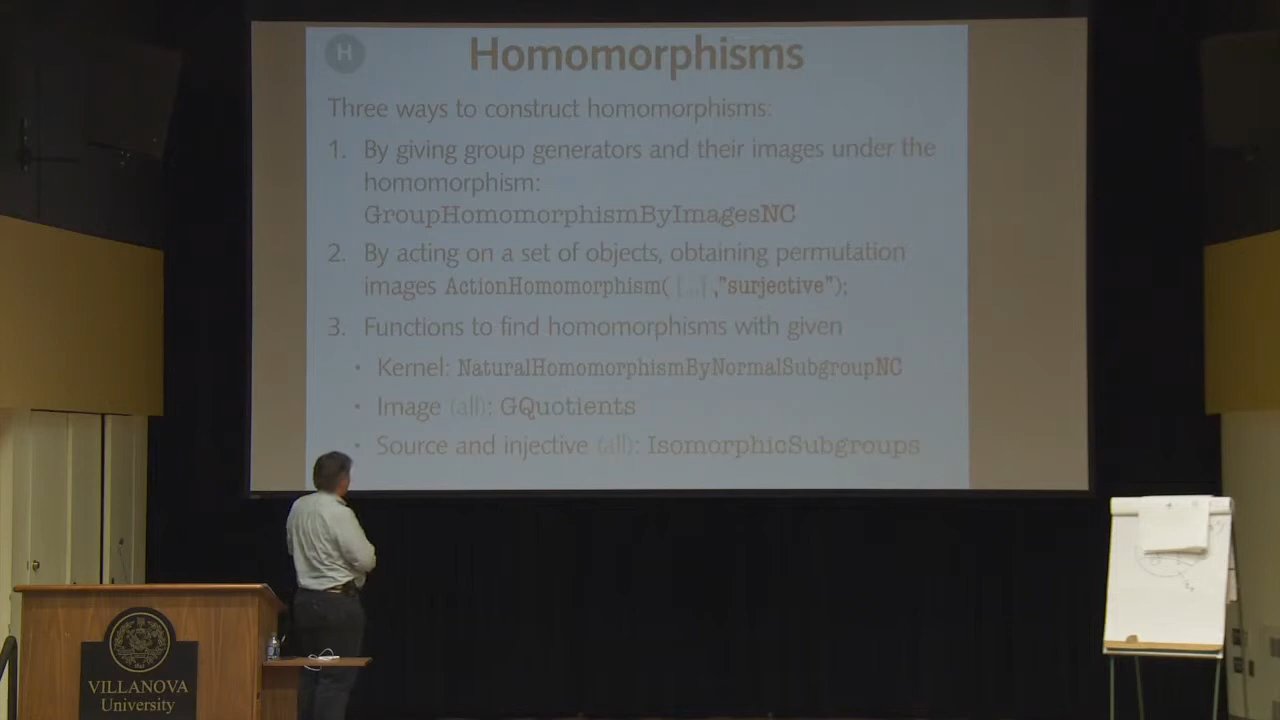 H
Homomorphisms
Three ways to construct homomorphisms:
1. By giving group generators and their images under the
homomorphism:
GroupHomomorphismByImagesNC
2. By acting on a set of objects, obtaining permutation
images ActionHomomorphism( [...] ,"surjective");
3. Functions to find homomorphisms with given
• Kernel: NaturalHomomorphismByNormalSubgroupNC
• Image (all): GQuotients
• Source and injective (all): IsomorphicSubgroups
VILLANOVA
University